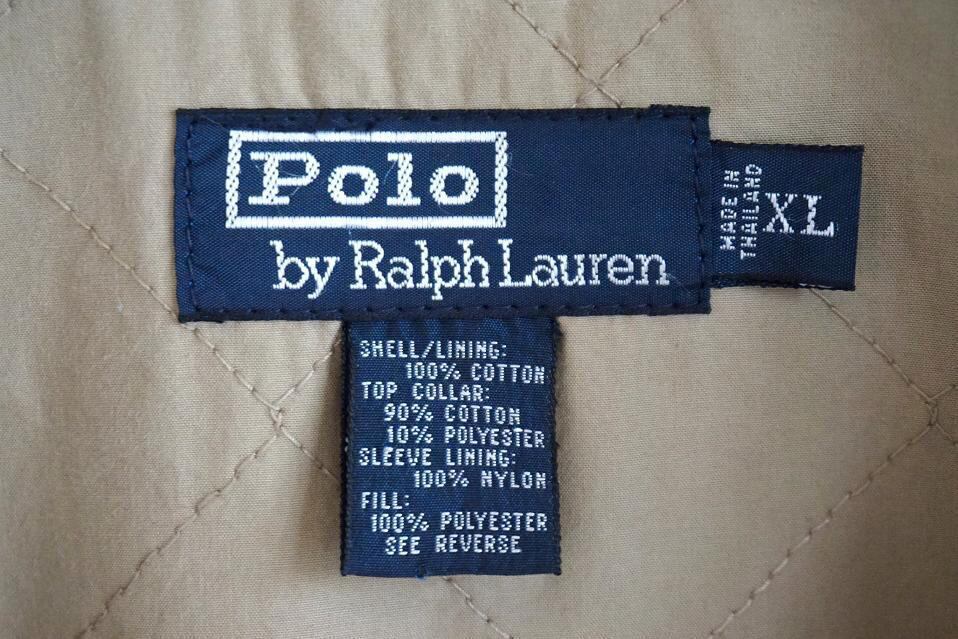 Polo
by Ralph Lauren
MADE IN
THAILAND
XL
SHELL/LINING:
100% COTTON
TOP COLLAR:
90% COTTON
10% POLYESTER
SLEEVE LINING:
100% NYLON
FILL:
100% POLYESTER
SEE REVERSE